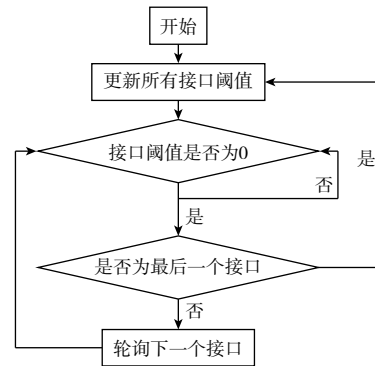 开始
更新所有接口阈值
接口阈值是否为0
是
否
是
是否为最后一个接口
否
轮询下一个接口